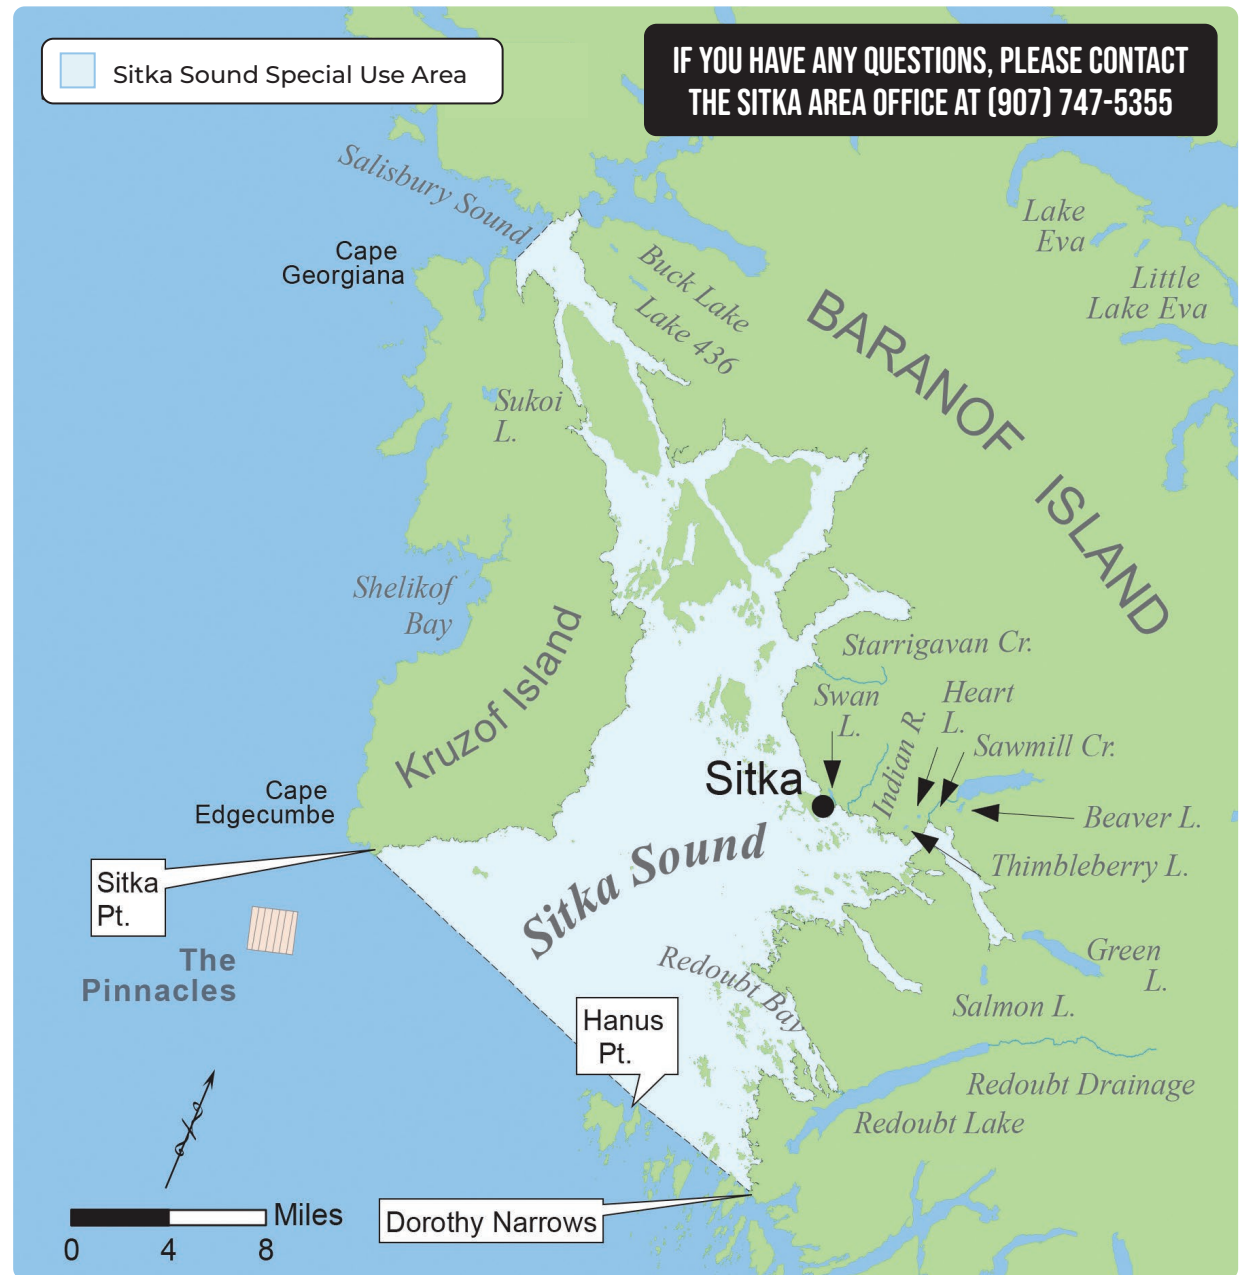 Sitka Sound Special Use Area
IF YOU HAVE ANY QUESTIONS, PLEASE CONTACT
THE SITKA AREA OFFICE AT (907) 747-5355
Salisbury Sound
Cape
Georgiana
Buck Lake
Lake 436
Lake
Eva
Little
Lake Eva
BARANOF ISLAND
Sukoi
L.
Shelikof
Bay
Kruzof Island
Starrigavan Cr.
Swan
L.
Indian R.
Heart
L.
Sawmill Cr.
Sitka
Beaver L.
Thimbleberry L.
Cape
Edgecumbe
Sitka Sound
Sitka
Pt.
The
Pinnacles
Redoubt Bay
Green
L.
Salmon L.
Hanus
Pt.
Redoubt Drainage
Redoubt Lake
Dorothy Narrows
Miles
0 4 8